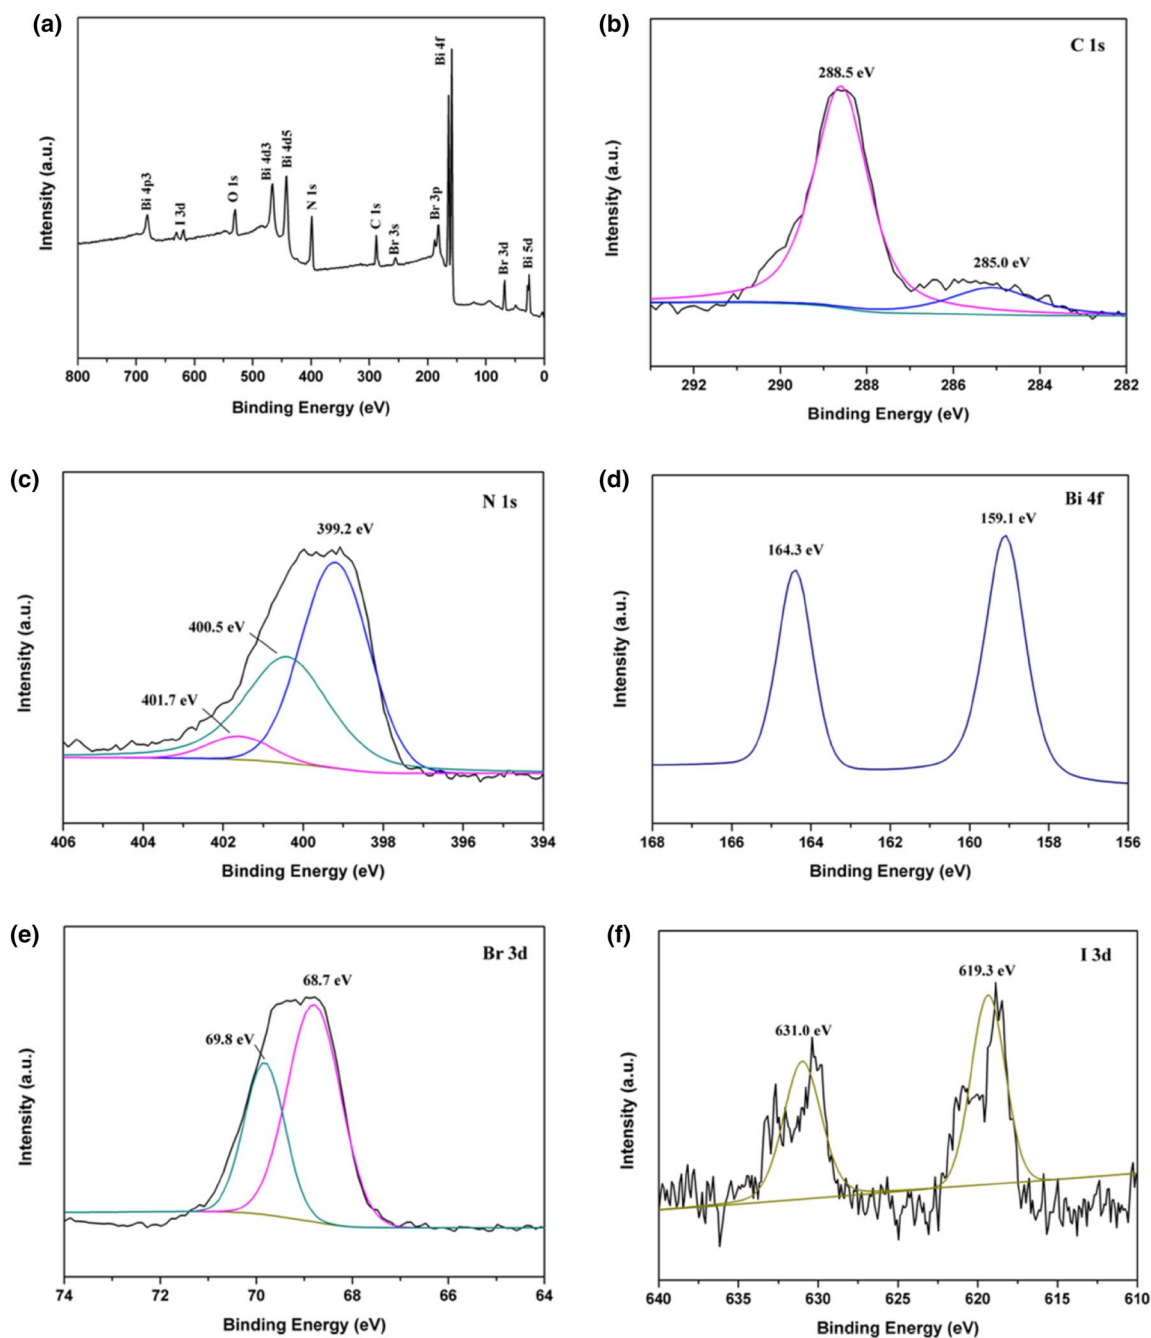 (a)
Intensity (a.u.)
Bi 4p3
I 3d
O 1s
Bi 4d3
Bi 4d5
N 1s
C 1s
Br 3s
Br 3p
Bi 4f
Br 3d
Bi 5d
800 700 600 500 400 300 200 100 0
Binding Energy (eV)
(b)
C 1s
288.5 eV
285.0 eV
Intensity (a.u.)
292 290 288 286 284 282
Binding Energy (eV)
(c)
N 1s
399.2 eV
400.5 eV
401.7 eV
Intensity (a.u.)
406 404 402 400 398 396 394
Binding Energy (eV)
(d)
Bi 4f
159.1 eV
164.3 eV
Intensity (a.u.)
168 166 164 162 160 158 156
Binding Energy (eV)
(e)
Br 3d
68.7 eV
69.8 eV
Intensity (a.u.)
74 72 70 68 66 64
Binding Energy (eV)
(f)
I 3d
619.3 eV
631.0 eV
Intensity (a.u.)
640 635 630 625 620 615 610
Binding Energy (eV)